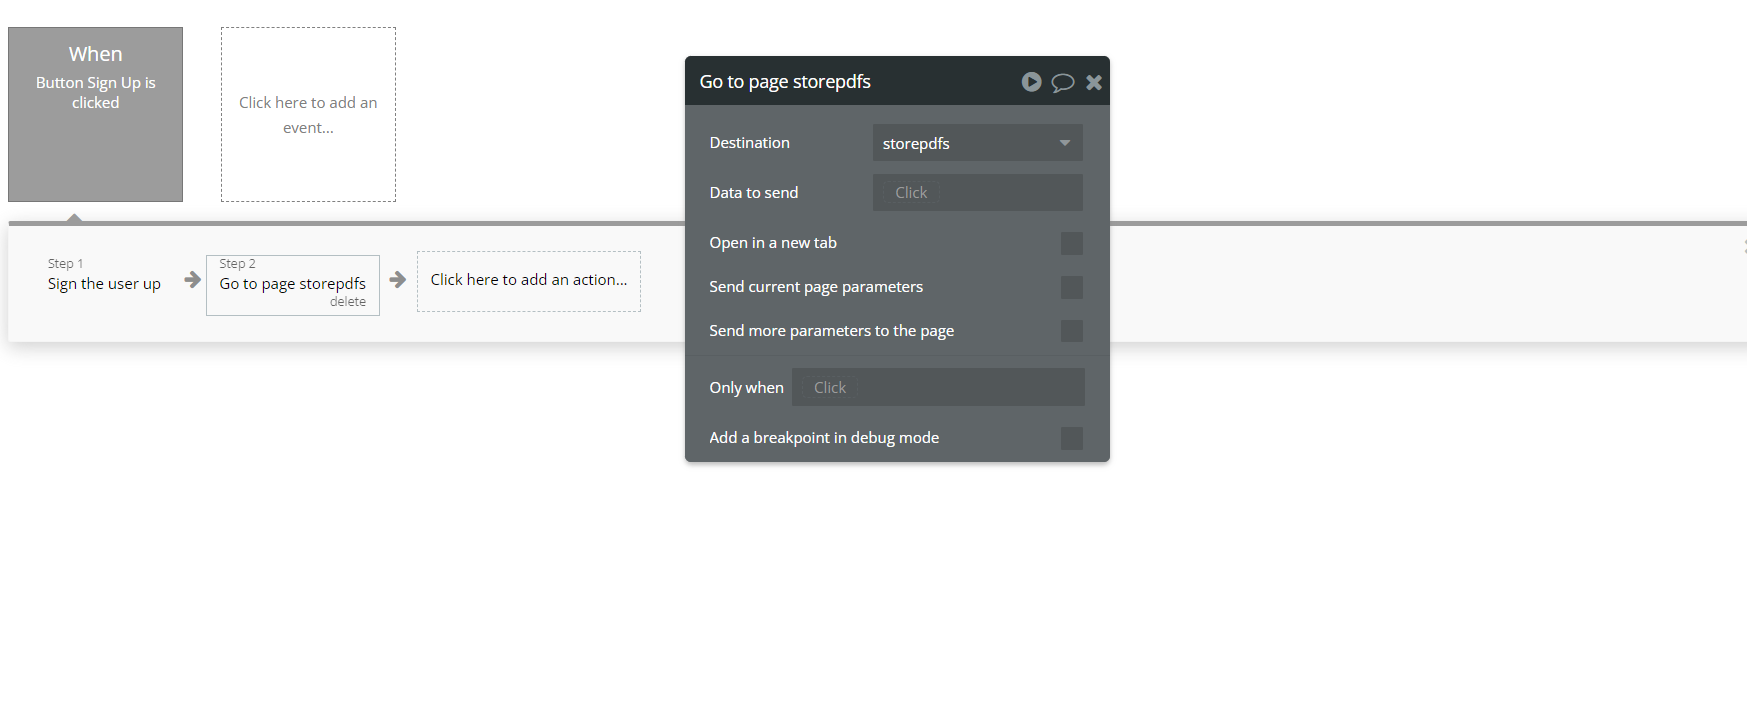 When
Button Sign Up is
clicked
Click here to add an
event...
Step 1
Sign the user up
Step 2
Go to page storepdfs
delete
Click here to add an action...
Go to page storepdfs
Destination
storepdfs
Data to send
Click
Open in a new tab
Send current page parameters
Send more parameters to the page
Only when
Click
Add a breakpoint in debug mode